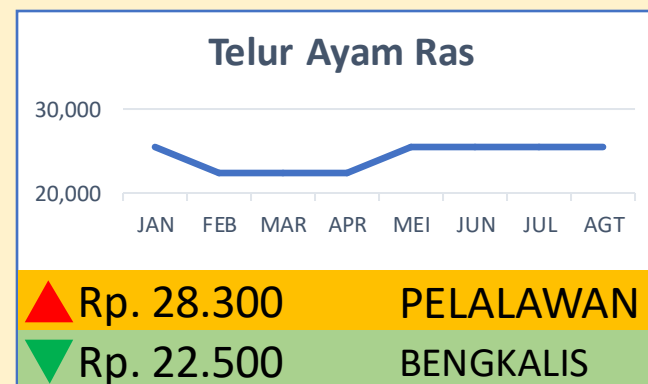 Telur Ayam Ras
30,000
20,000
JAN FEB MAR APR MEI JUN JUL AGT
Rp. 28.300 PELALAWAN
Rp. 22.500 BENGKALIS